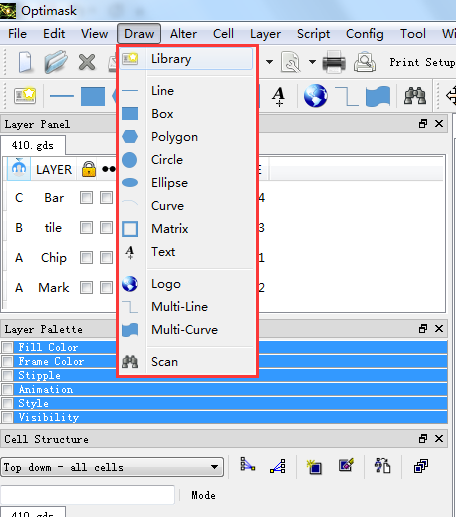 Optimask
File Edit View Draw Alter Cell Layer Script Config Tool
Library
Print Setup
Line
Box
Polygon
Circle
Ellipse
Curve
Matrix
Text
Logo
Multi-Line
Multi-Curve
Scan
Layer Panel
410.gds
LAYER E
C Bar 4
B tile 3
A Chip 1
A Mark 2
Layer Palette
Fill Color
Frame Color
Stipple
Animation
Style
Visibility
Cell Structure
Top down - all cells
Mode
410.gds